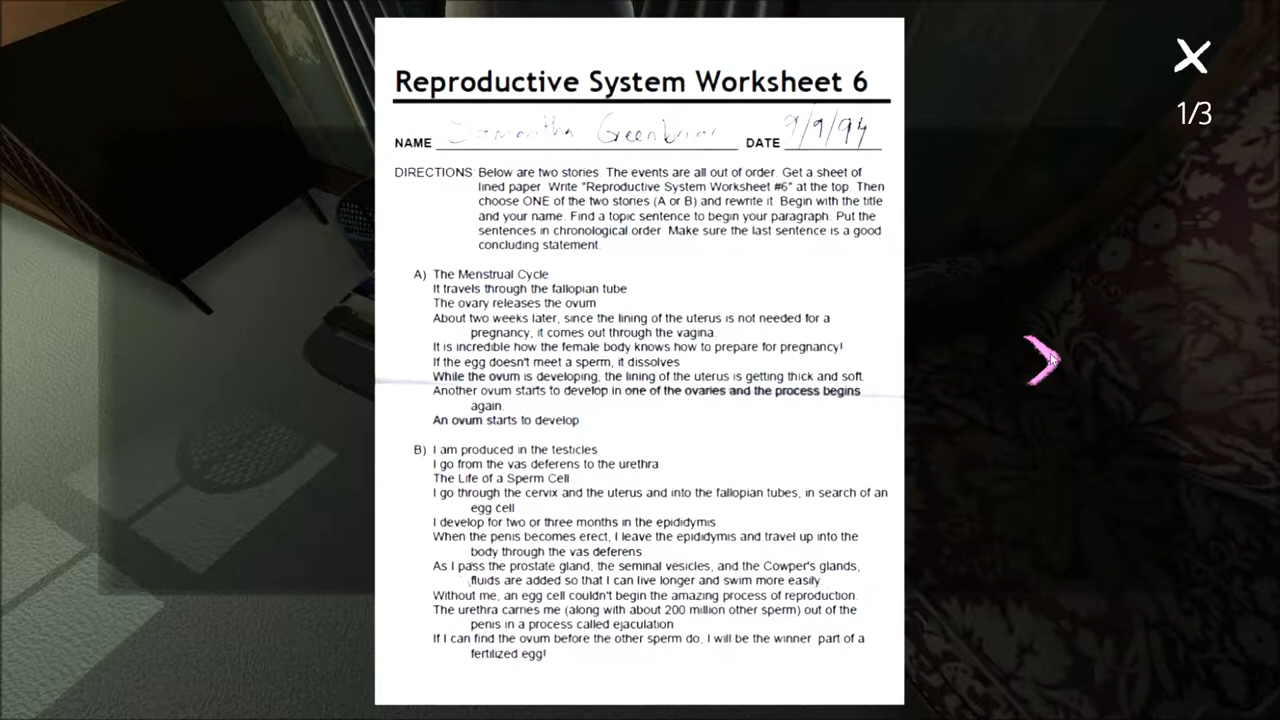 Reproductive System Worksheet 6
1/3
NAME Samantha Greenbriar DATE 9/9/94
DIRECTIONS: Below are two stories. The events are all out of order. Get a sheet of
lined paper. Write "Reproductive System Worksheet #6" at the top. Then
choose ONE of the two stories (A or B) and rewrite it. Begin with the title
and your name. Find a topic sentence to begin your paragraph. Put the
sentences in chronological order. Make sure the last sentence is a good
concluding statement.
A) The Menstrual Cycle
It travels through the fallopian tube
The ovary releases the ovum
About two weeks later, since the lining of the uterus is not needed for a
pregnancy, it comes out through the vagina.
It is incredible how the female body knows how to prepare for pregnancy!
If the egg doesn't meet a sperm, it dissolves
While the ovum is developing, the lining of the uterus is getting thick and soft.
Another ovum starts to develop in one of the ovaries and the process begins
again.
An ovum starts to develop
B) I am produced in the testicles
I go from the vas deferens to the urethra.
The Life of a Sperm Cell
I go through the cervix and the uterus and into the fallopian tubes, in search of an
egg cell
I develop for two or three months in the epididymis
When the penis becomes erect, I leave the epididymis and travel up into the
body through the vas deferens
As I pass the prostate gland, the seminal vesicles, and the Cowper's glands,
fluids are added so that I can live longer and swim more easily.
Without me, an egg cell couldn't begin the amazing process of reproduction.
The urethra carries me (along with about 200 million other sperm) out of the
penis in a process called ejaculation
If I can find the ovum before the other sperm do, I will be the winner part of a
fertilized egg!